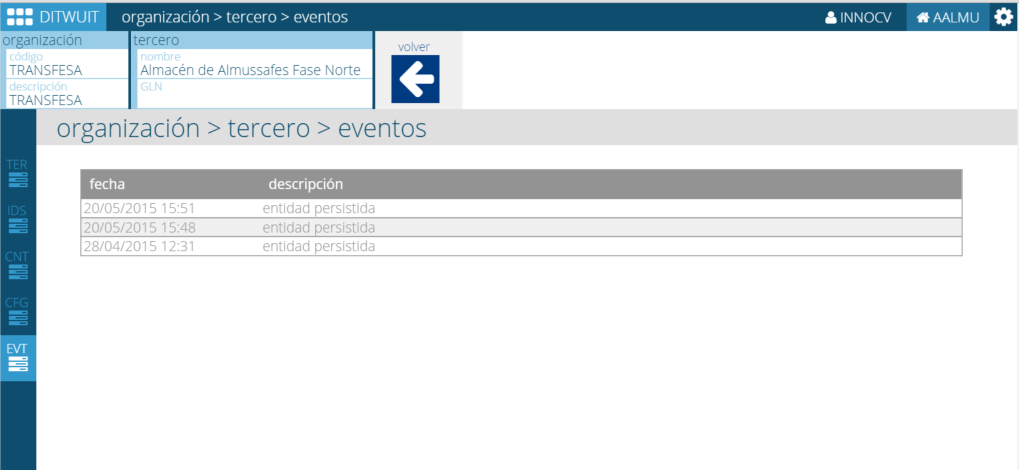 DITWUIT organización > tercero > eventos INNOCV AALMU
organización tercero volver
código nombre
TRANSFESA Almacén de Almussafes Fase Norte
descripción GLN
TRANSFESA
organización > tercero > eventos
TER
IDS
CNT
CFG
EVT
fecha descripción
20/05/2015 15:51 entidad persistida
20/05/2015 15:48 entidad persistida
28/04/2015 12:31 entidad persistida